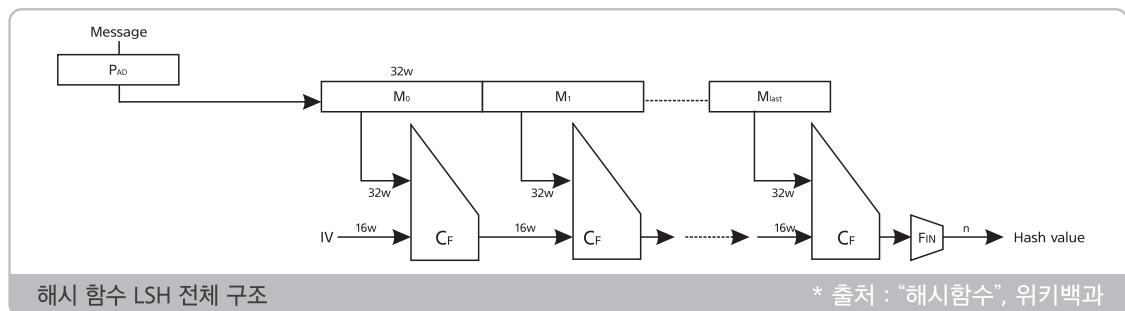 Message
PAD
32w
M0 M1 Mlast
32w 32w 32w
IV 16w CF 16w CF 16w CF FIN n Hash value
해시 함수 LSH 전체 구조 * 출처 : “해시함수”, 위키백과